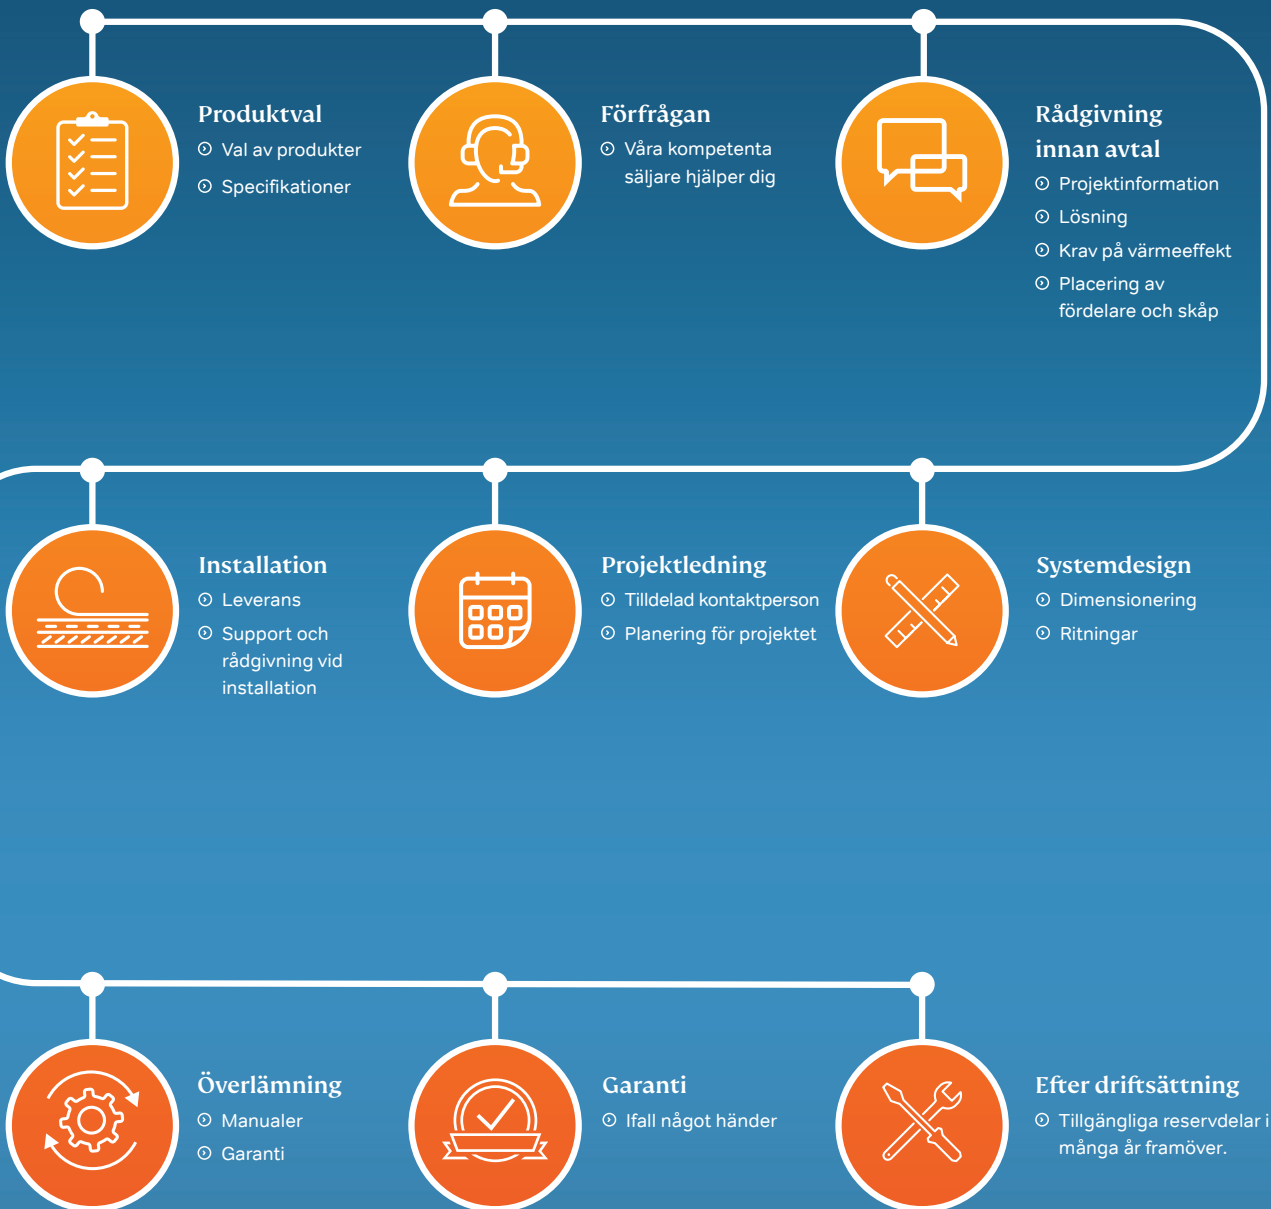 Produktval
Val av produkter
Specifikationer
Förfrågan
Våra kompetenta
säljare hjälper dig
Rådgivning
innan avtal
Projektinformation
Lösning
Krav på värmeeffekt
Placering av
fördelare och skåp
Installation
Leverans
Support och
rådgivning vid
installation
Projektledning
Tilldelad kontaktperson
Planering för projektet
Systemdesign
Dimensionering
Ritningar
Överlämning
Manualer
Garanti
Garanti
Ifall något händer
Efter driftsättning
Tillgängliga reservdelar i
många år framöver.